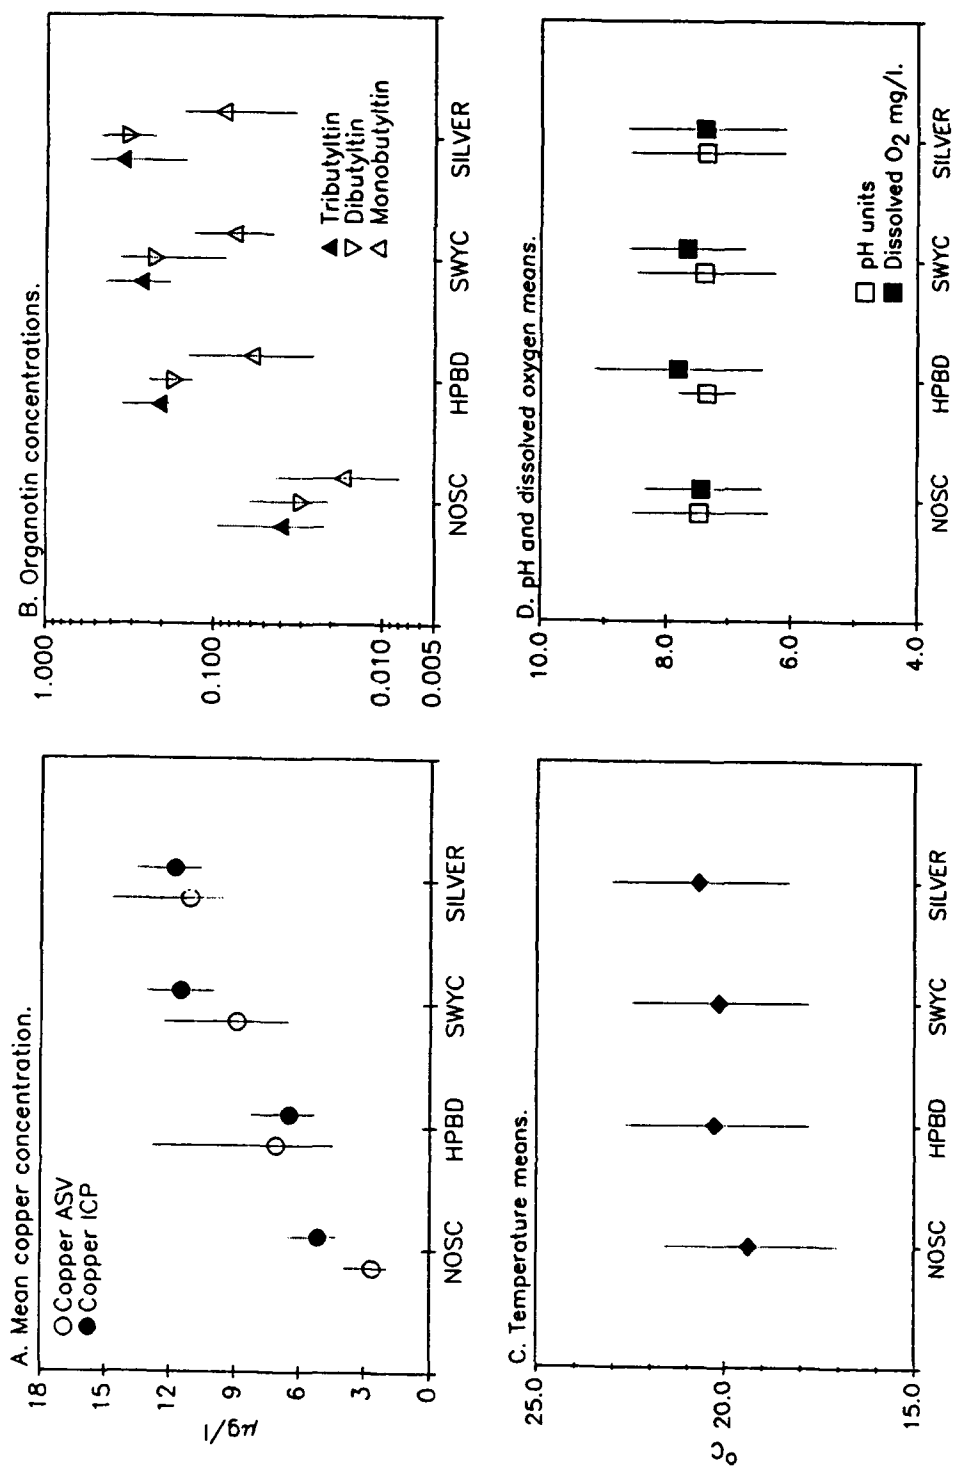 A. Mean copper concentration.
Copper ASV
Copper ICP
18
15
12
9
6
3
0
µg/l
NOSC
HPBD
SWYC
SILVER
B. Organotin concentrations.
1.000
0.100
0.010
0.005
Tributyltin
Dibutyltin
Monobutyltin
NOSC
HPBD
SWYC
SILVER
C. Temperature means.
25.0
20.0
15.0
°C
NOSC
HPBD
SWYC
SILVER
D. pH and dissolved oxygen means.
10.0
8.0
6.0
4.0
pH units
Dissolved O₂ mg/l.
NOSC
HPBD
SWYC
SILVER